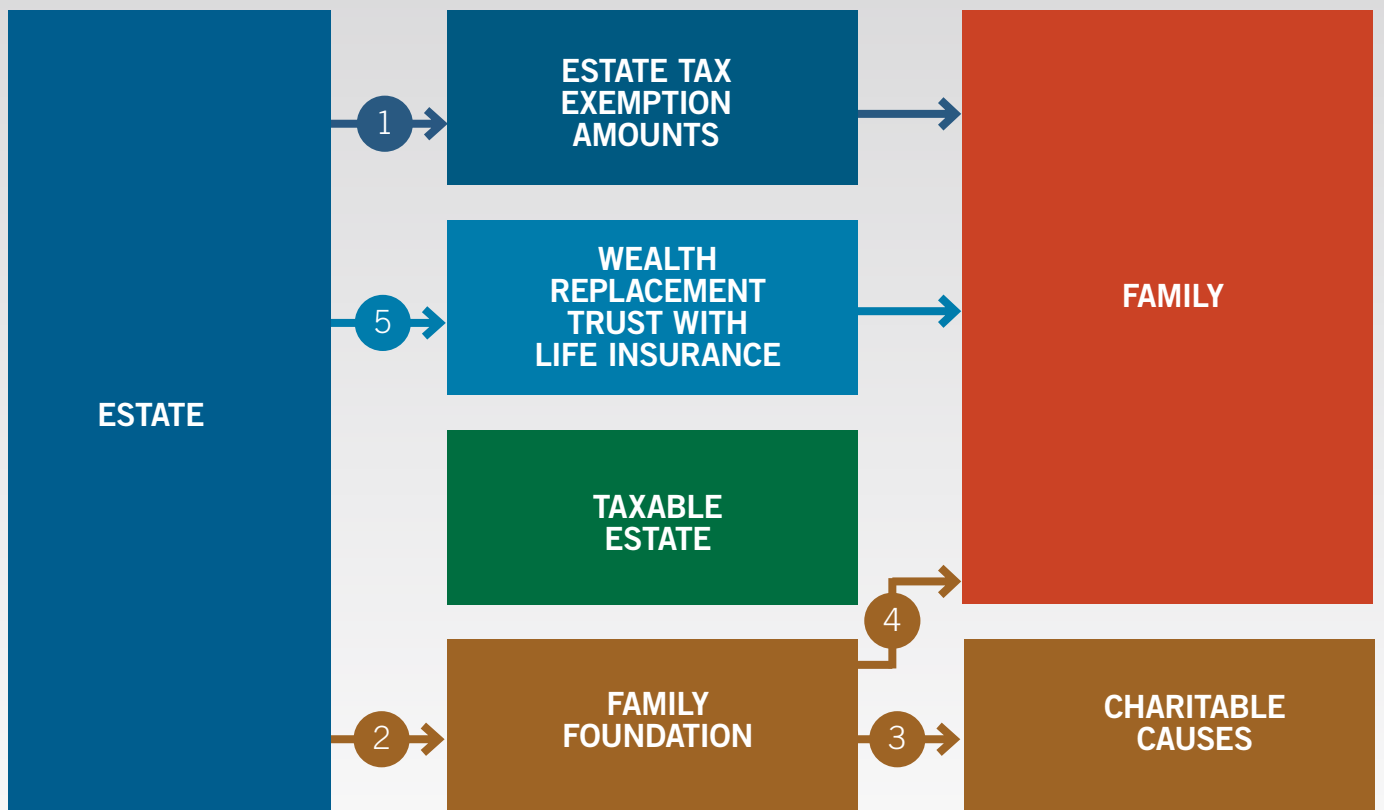 ESTATE
1
ESTATE TAX
EXEMPTION
AMOUNTS
5
WEALTH
REPLACEMENT
TRUST WITH
LIFE INSURANCE
FAMILY
TAXABLE
ESTATE
2
FAMILY
FOUNDATION
4
3
CHARITABLE
CAUSES